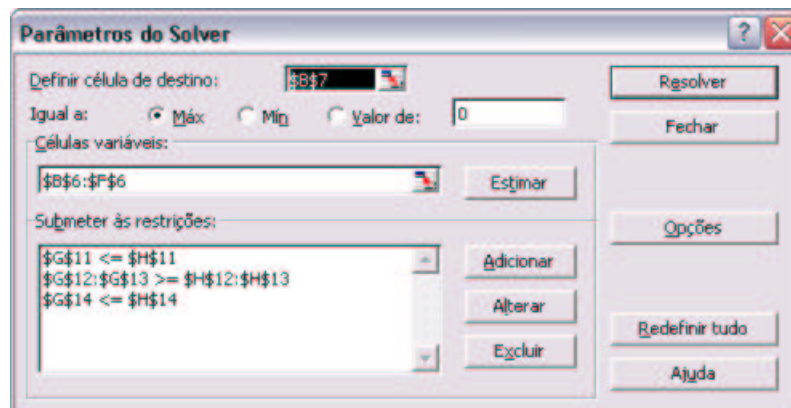 Parâmetros do Solver ?
Definir célula de destino: $B$7 Resolver
Igual a: Máx Mín Valor de: 0 Fechar
Células variáveis:
$B$6:$F$6 Estimar
Submeter às restrições: Opções
$G$11 <= $H$11 Adicionar
$G$12:$G$13 >= $H$12:$H$13
$G$14 <= $H$14 Alterar
Redefinir tudo
Excluir
Ajuda